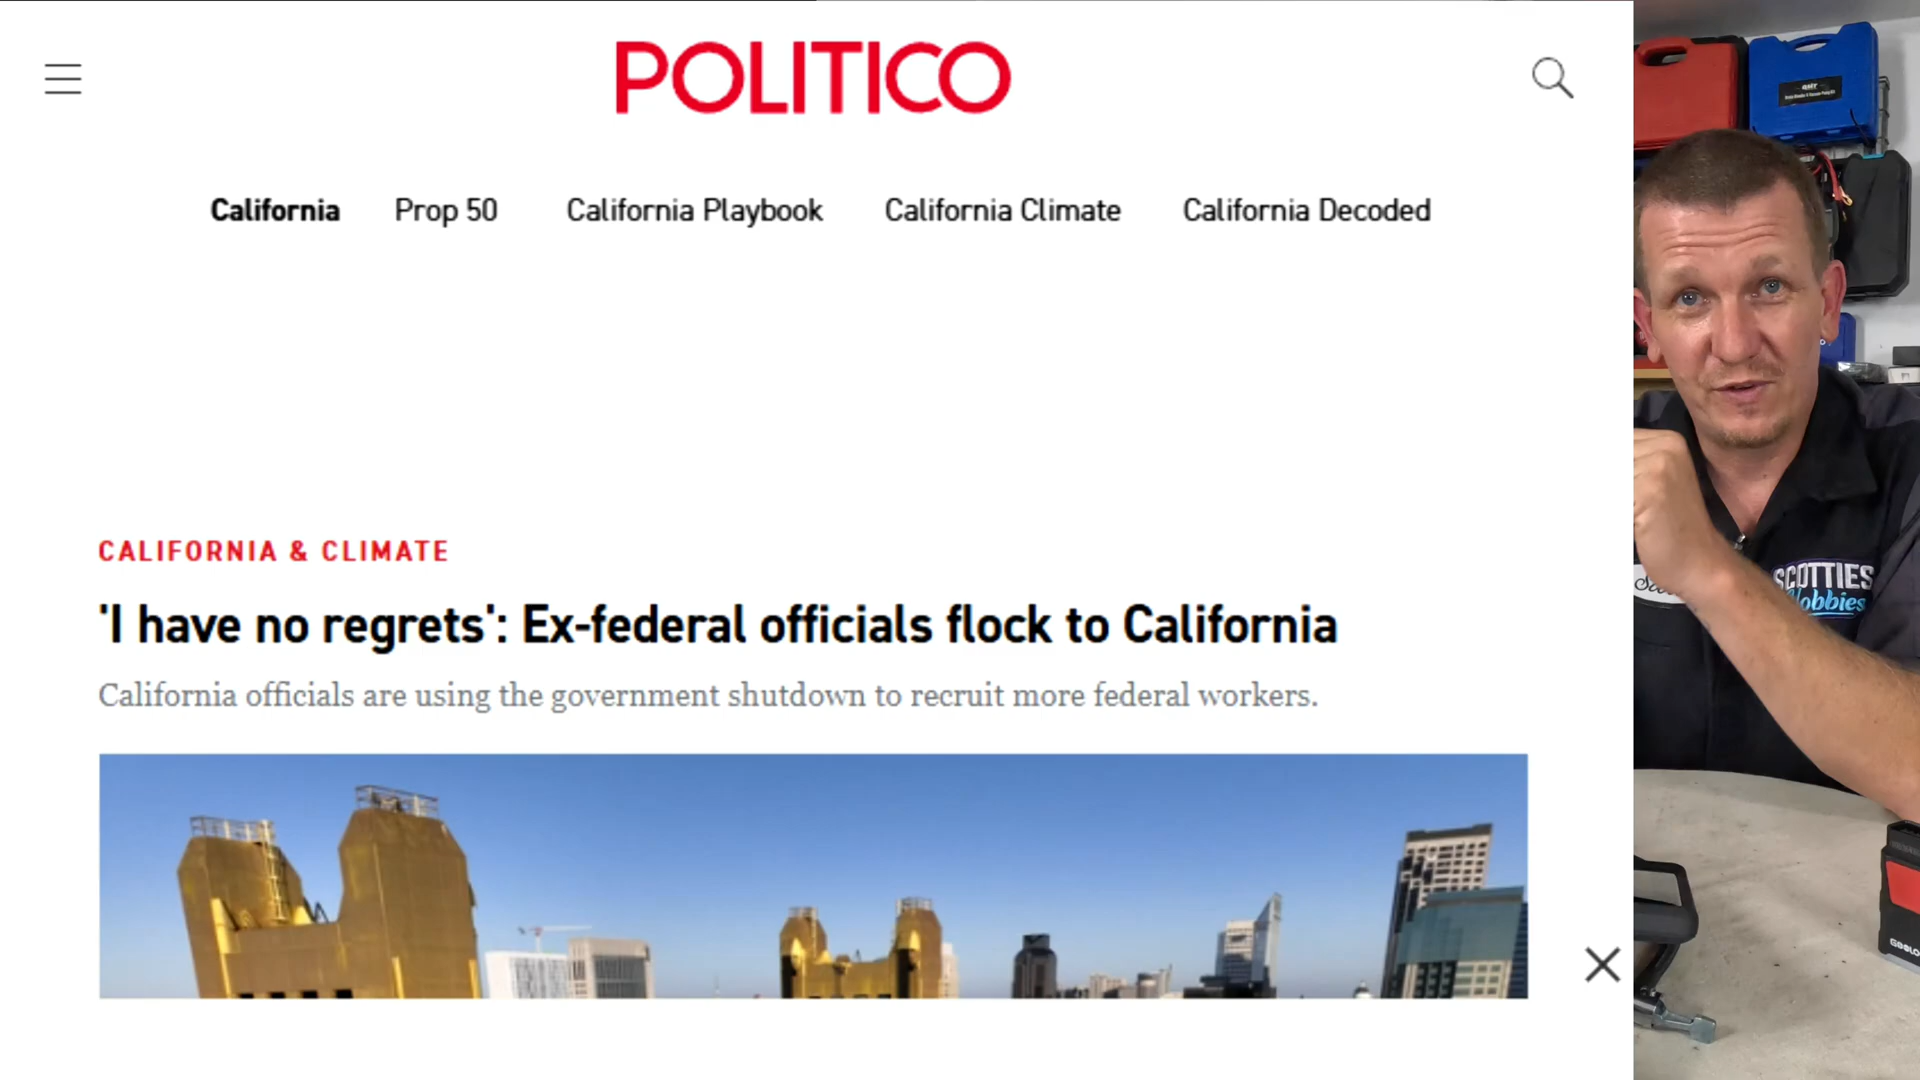 POLITICO
California Prop 50 California Playbook California Climate California Decoded
CALIFORNIA & CLIMATE
'I have no regrets': Ex-federal officials flock to California
California officials are using the government shutdown to recruit more federal workers.
SCOTTIES
Hobbies